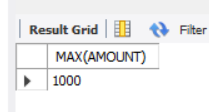 Result Grid Filter
MAX(AMOUNT)
1000